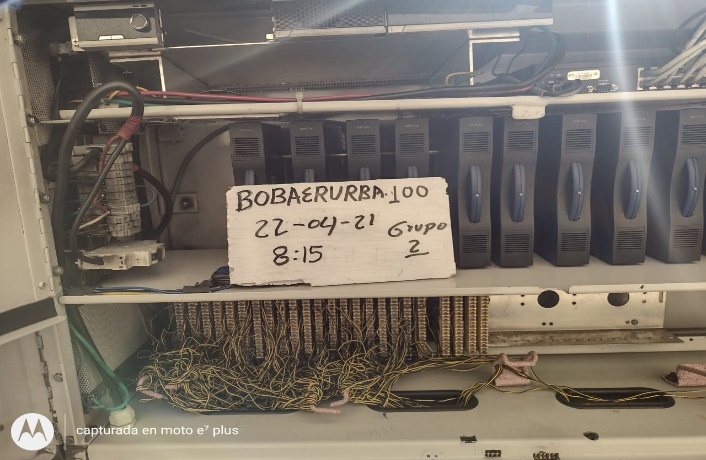 BOBAERURBA.100
22-04-21
Grupo
8:15
2
capturada en moto e⁷ plus